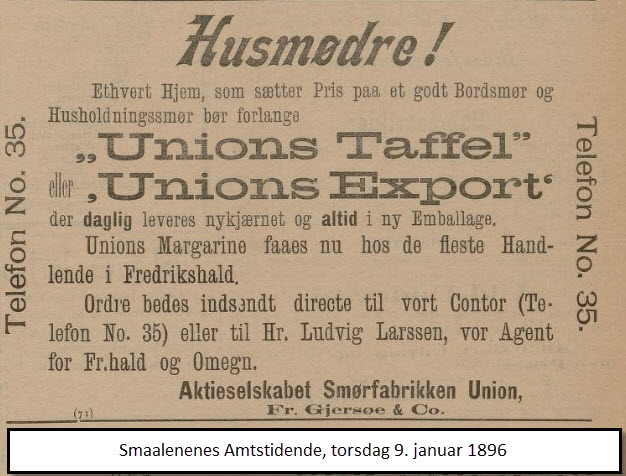 Husmødre!
Ethvert Hjem, som sætter Pris paa et godt Bordsmør og
Husholdningssmør bør forlange
„Unions Taffel”
eller ‚Unions Export‘
der daglig leveres nykjærnet og altid i ny Emballage.
Unions Margarine faaes nu hos de fleste Hand-
lende i Fredrikshald.
Ordre bedes indsendt directe til vort Contor (Te-
lefon No. 35) eller til Hr. Ludvig Larssen, vor Agent
for Fr.hald og Omegn.
Aktieselskabet Smørfabrikken Union,
Fr. Gjersøe & Co.
(71)
Telefon No. 35.
Telefon No. 35.
Smaalenenes Amtstidende, torsdag 9. januar 1896